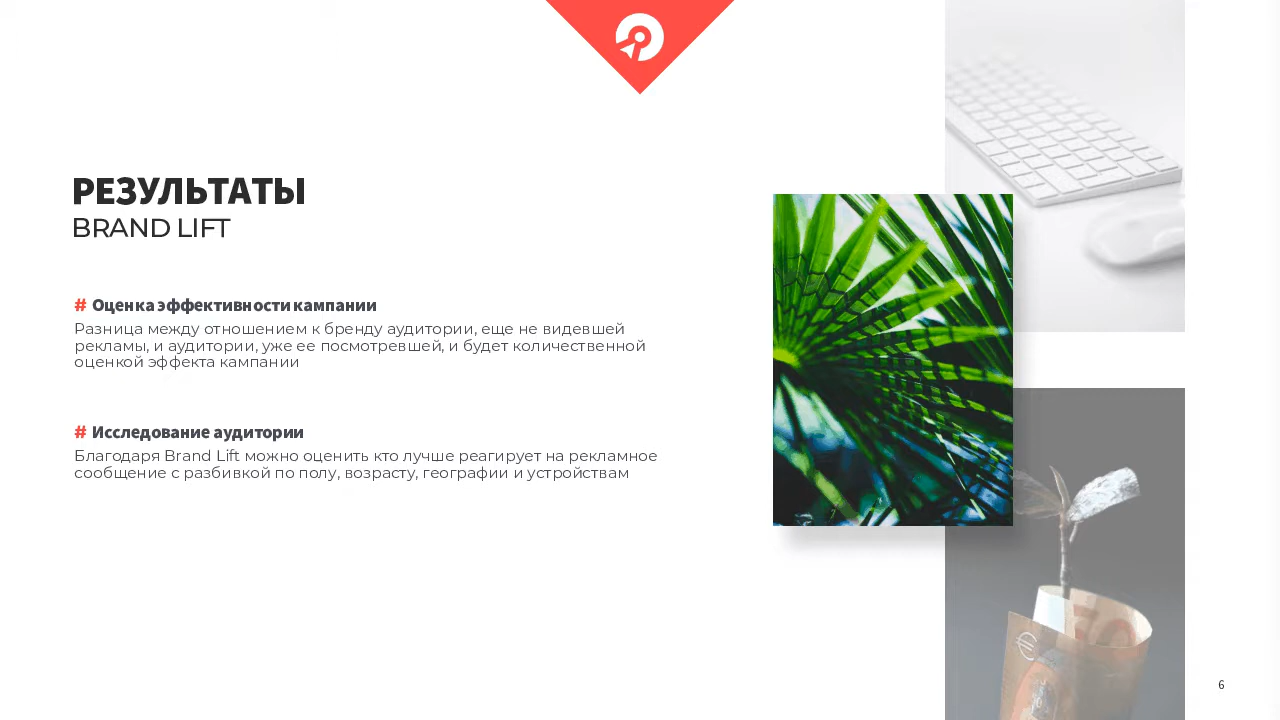 РЕЗУЛЬТАТЫ
BRAND LIFT
# Оценка эффективности кампании
Разница между отношением к бренду аудитории, еще не видевшей
рекламы, и аудитории, уже ее посмотревшей, и будет количественной
оценкой эффекта кампании
# Исследование аудитории
Благодаря Brand Lift можно оценить кто лучше реагирует на рекламное
сообщение с разбивкой по полу, возрасту, географии и устройствам
€
50
6